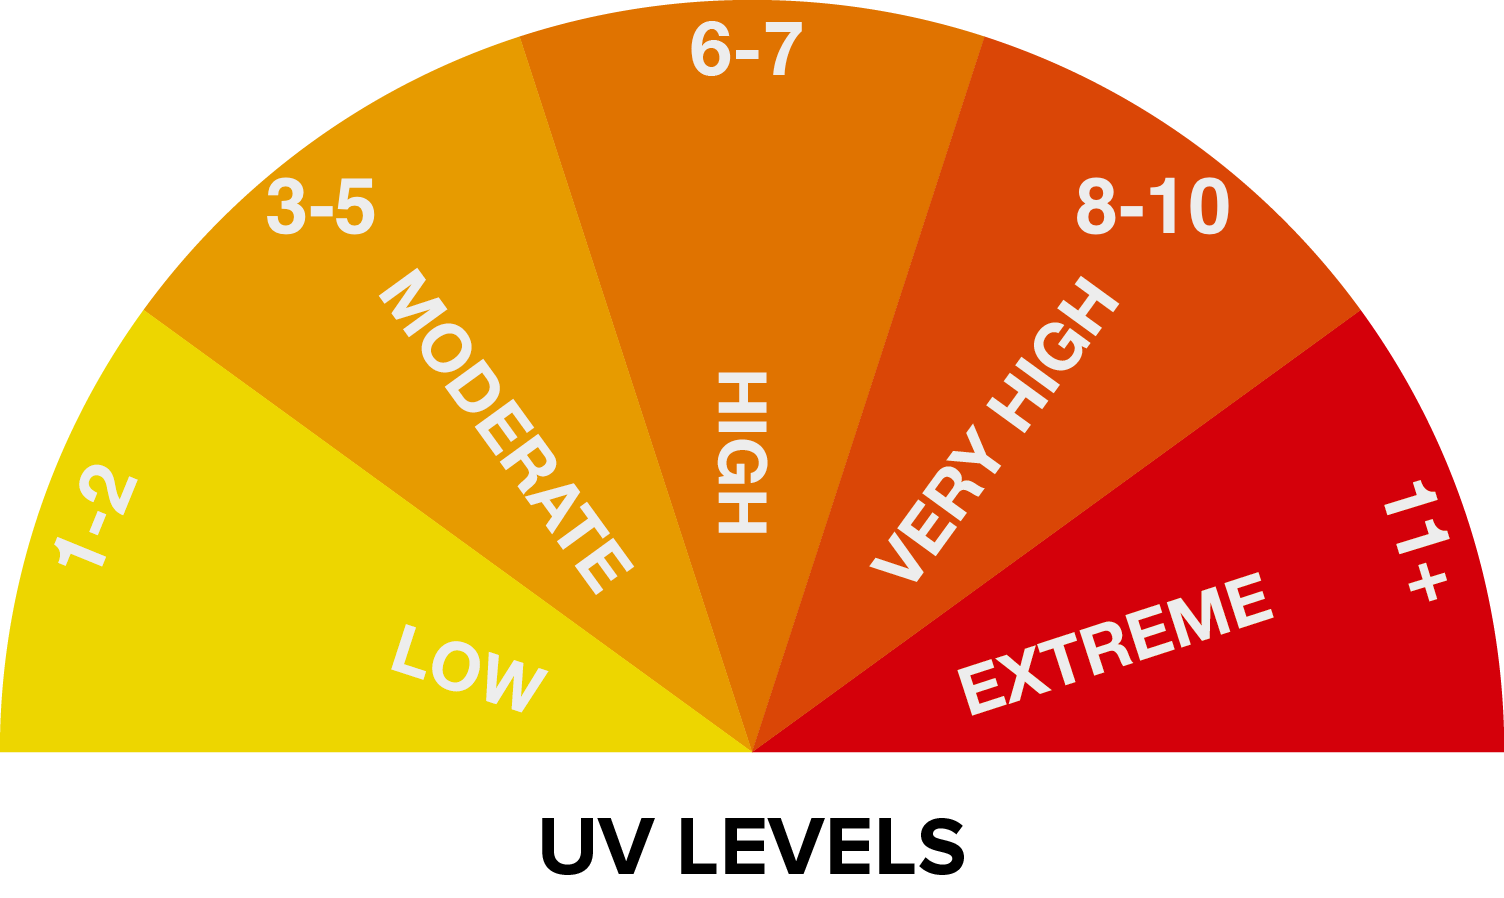 1-2
LOW
3-5
MODERATE
6-7
HIGH
8-10
VERY HIGH
11+
EXTREME
UV LEVELS